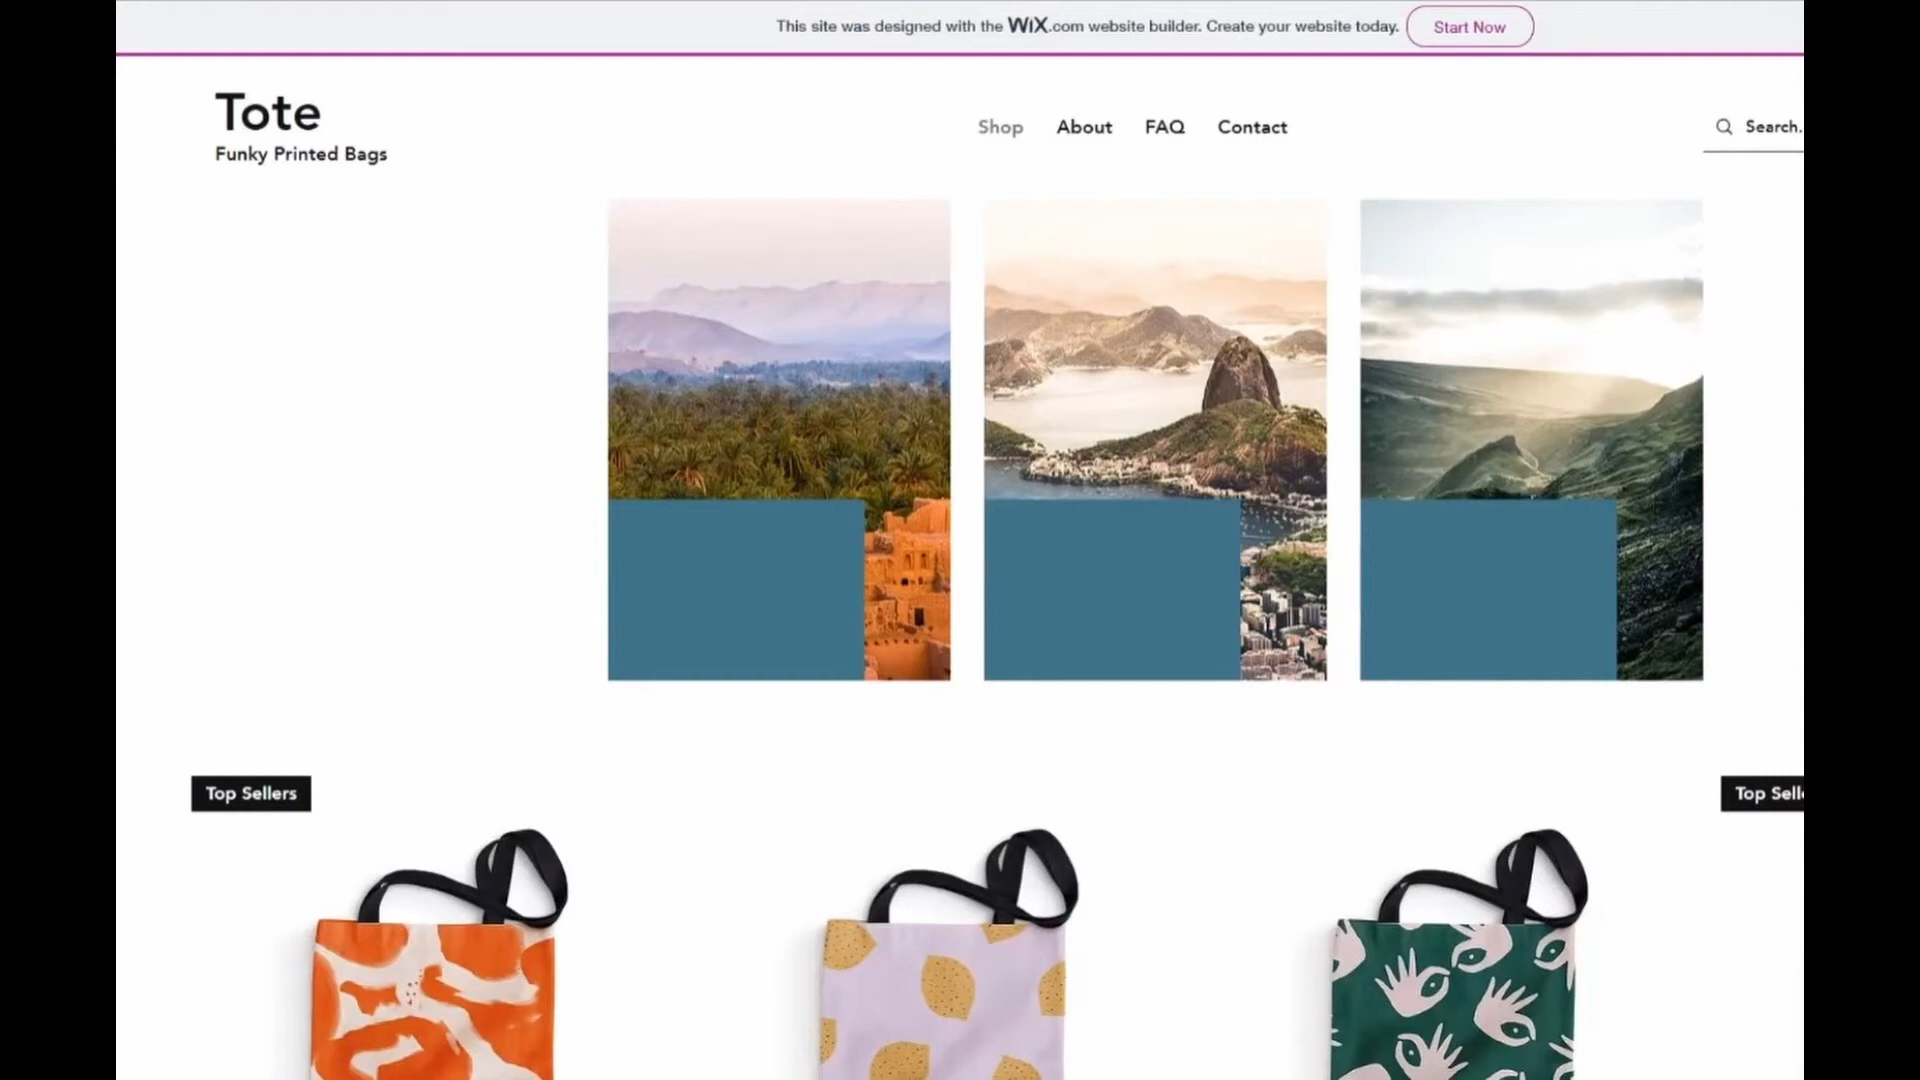 This site was designed with the WiX.com website builder. Create your website today.
Start Now
Tote
Funky Printed Bags
Shop
About
FAQ
Contact
Search.
Top Sellers
Top